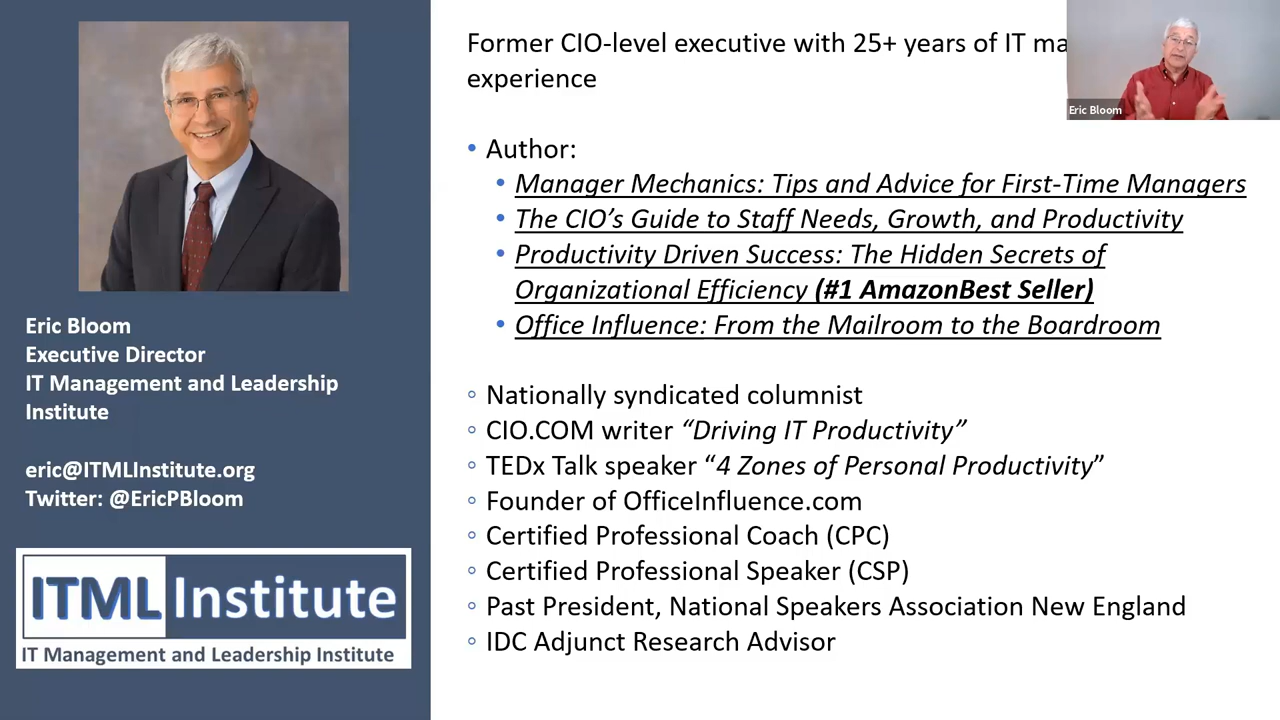 Eric Bloom
Executive Director
IT Management and Leadership
Institute
eric@ITMLInstitute.org
Twitter: @EricPBloom
ITML Institute
IT Management and Leadership Institute
Former CIO-level executive with 25+ years of IT
experience
• Author:
• Manager Mechanics: Tips and Advice for First-Time Managers
• The CIO’s Guide to Staff Needs, Growth, and Productivity
• Productivity Driven Success: The Hidden Secrets of
Organizational Efficiency (#1 AmazonBest Seller)
• Office Influence: From the Mailroom to the Boardroom
◦ Nationally syndicated columnist
◦ CIO.COM writer “Driving IT Productivity”
◦ TEDx Talk speaker “4 Zones of Personal Productivity”
◦ Founder of OfficeInfluence.com
◦ Certified Professional Coach (CPC)
◦ Certified Professional Speaker (CSP)
◦ Past President, National Speakers Association New England
◦ IDC Adjunct Research Advisor
Eric Bloom